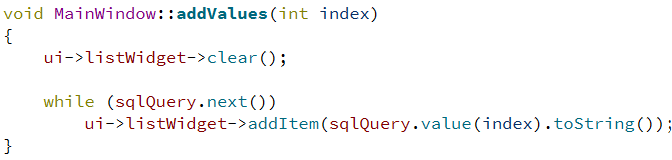 void MainWindow::addValues(int index)
{
    ui->listWidget->clear();

    while (sqlQuery.next())
        ui->listWidget->addItem(sqlQuery.value(index).toString());
}